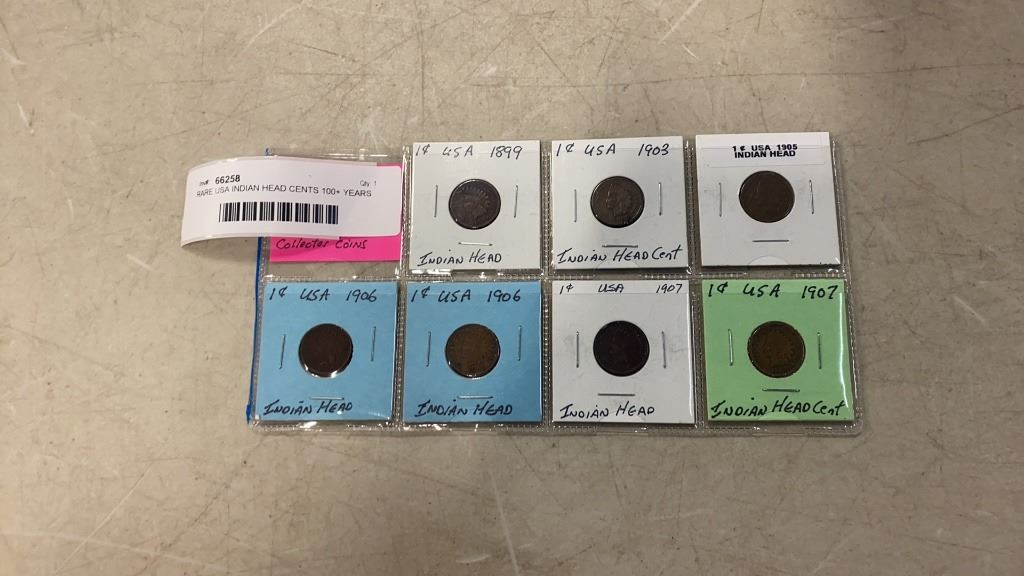 Item#: 66258 Qty: 1
RARE USA INDIAN HEAD CENTS 100+ YEARS
Collector Coins
1¢ USA 1899
INDIAN HEAD
1¢ USA 1903
INDIAN HEAD Cent
1 ¢ USA 1905
INDIAN HEAD
1¢ USA 1906
INDIAN HEAD
1¢ USA 1906
INDIAN HEAD
1¢ USA 1907
INDIAN HEAD
1¢ USA 1907
INDIAN HEAD Cent